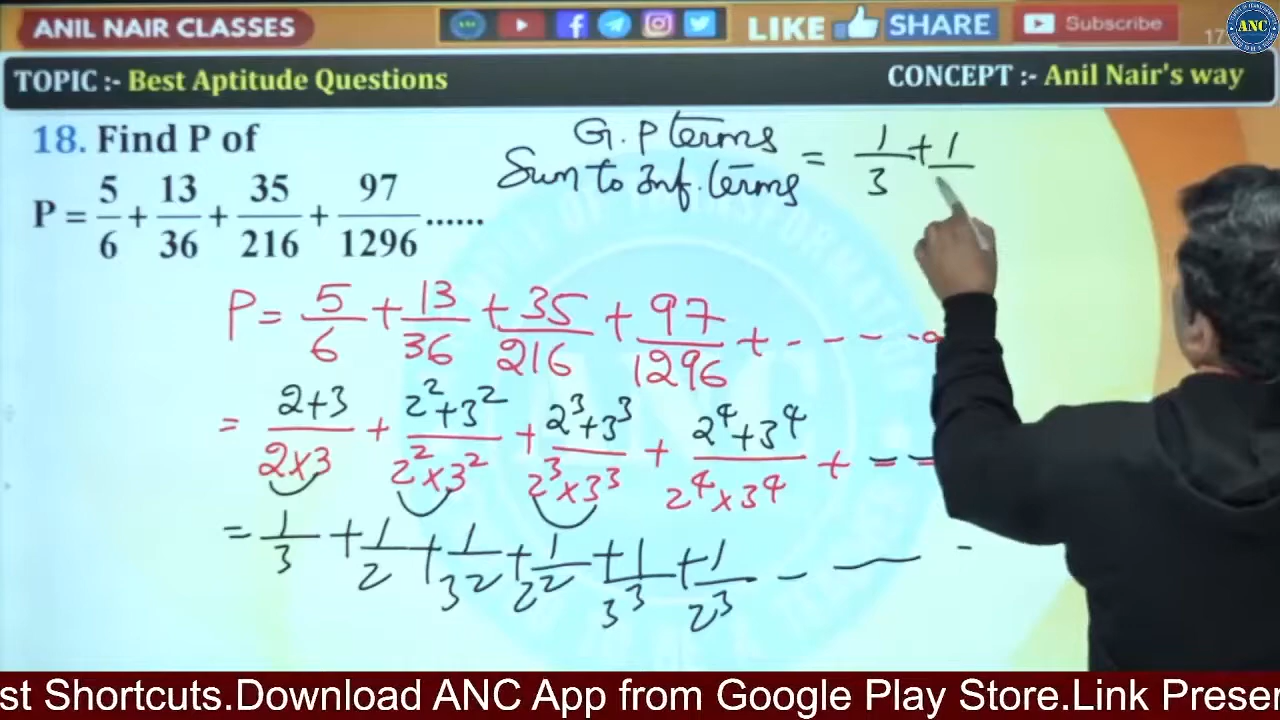 ANIL NAIR CLASSES
LIKE SHARE Subscribe
ANC
TOPIC :- Best Aptitude Questions
CONCEPT :- Anil Nair's way
18. Find P of
P = 5/6 + 13/36 + 35/216 + 97/1296 ......
G.P terms
Sum to Inf. terms = 1/3 + 1/
P = 5/6 + 13/36 + 35/216 + 97/1296 + - - - -
= 2+3/2×3 + 2²+3²/2²×3² + 2³+3³/2³×3³ + 2⁴+3⁴/2⁴×3⁴ + - -
= 1/3 + 1/2 + 1/3² + 1/2² + 1/3³ + 1/2³ - — -
st Shortcuts.Download ANC App from Google Play Store.Link Presen